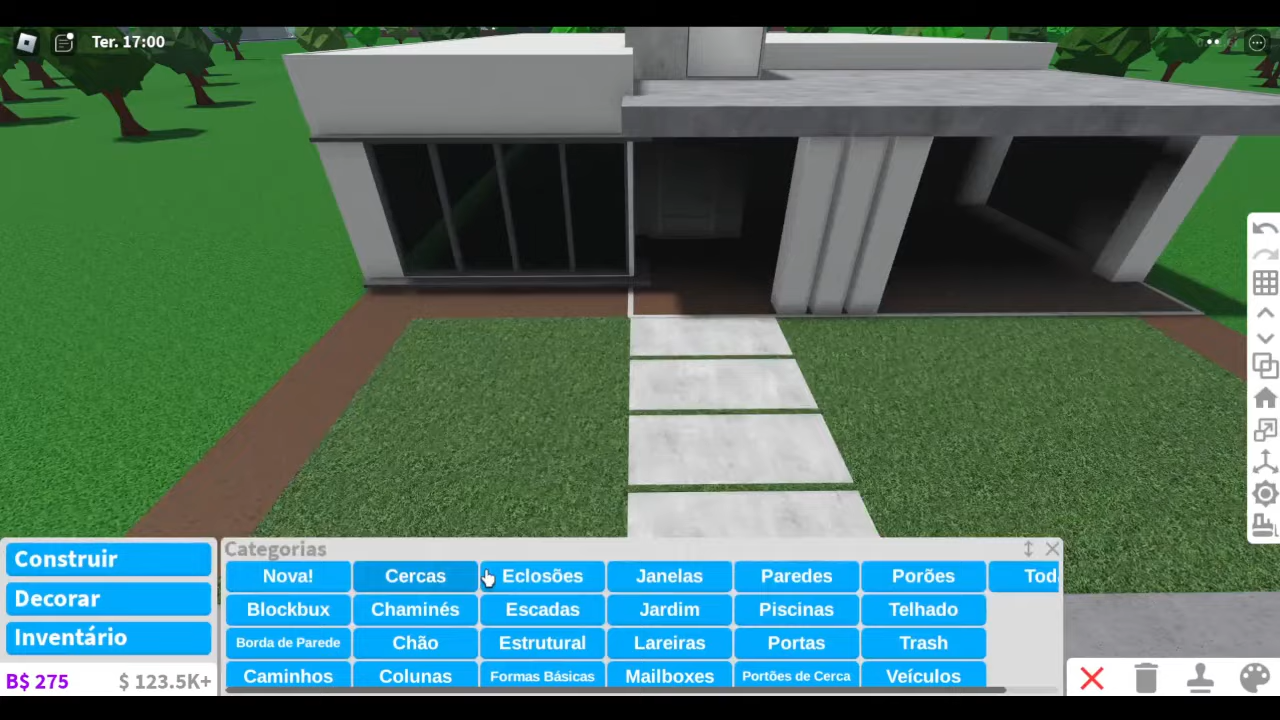 Ter. 17:00
Construir
Decorar
Inventário
B$ 275
$ 123.5K+
Categorias
Nova! Cercas Eclosões Janelas Paredes Porões Tod
Blockbux Chaminés Escadas Jardim Piscinas Telhado
Borda de Parede Chão Estrutural Lareiras Portas Trash
Caminhos Colunas Formas Básicas Mailboxes Portões de Cerca Veículos